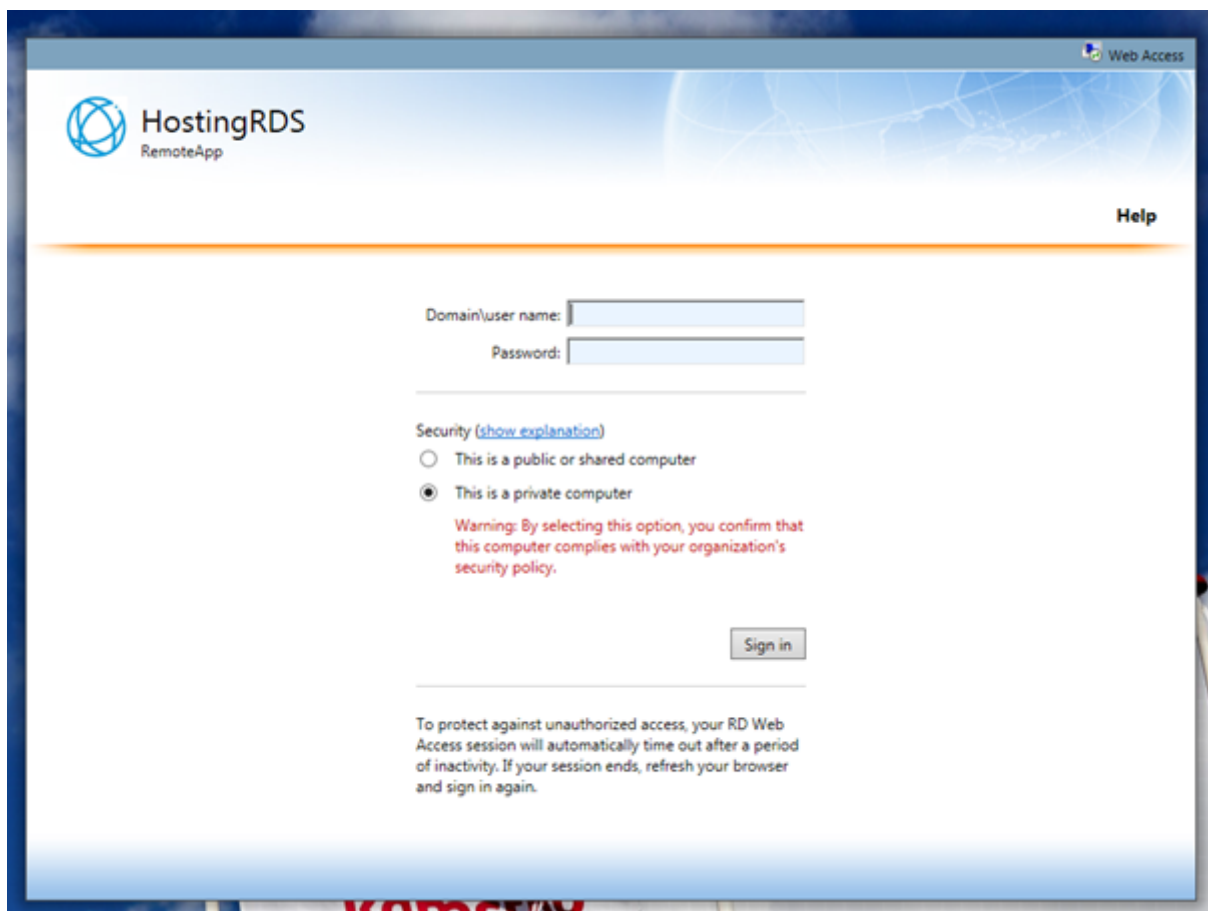 Web Access
HostingRDS
RemoteApp
Help
Domain\user name:
Password:
Security (show explanation)
This is a public or shared computer
This is a private computer
Warning: By selecting this option, you confirm that
this computer complies with your organization's
security policy.
Sign in
To protect against unauthorized access, your RD Web
Access session will automatically time out after a period
of inactivity. If your session ends, refresh your browser
and sign in again.